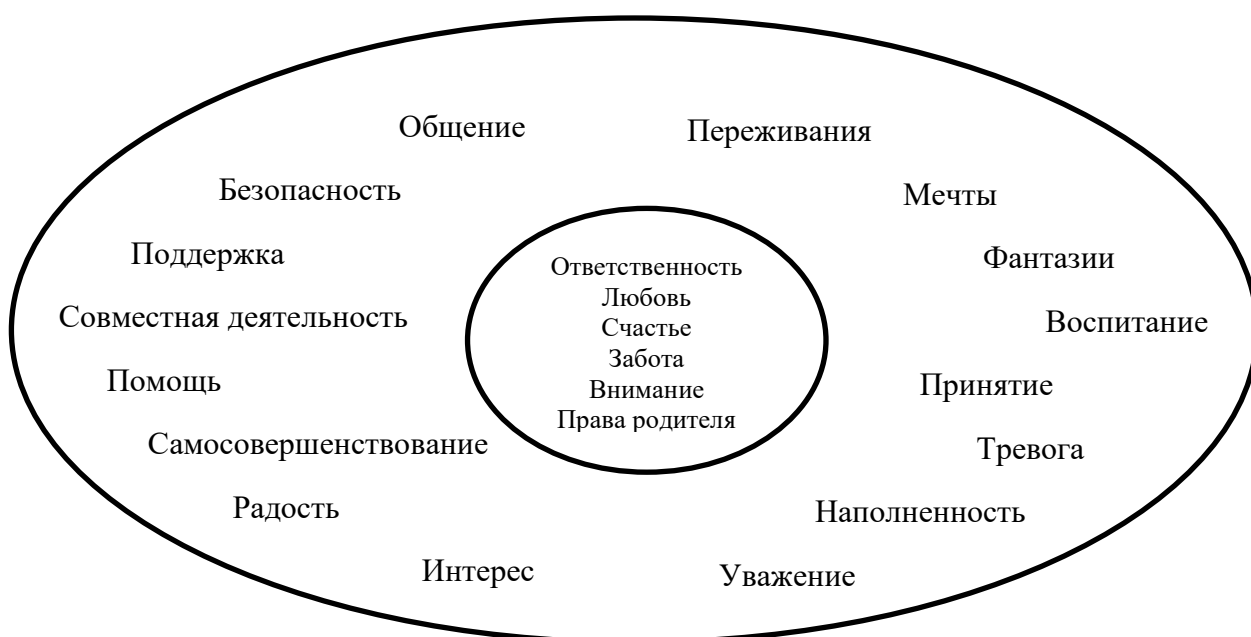 Общение
Переживания
Безопасность
Мечты
Поддержка
Фантазии
Совместная деятельность
Воспитание
Помощь
Принятие
Самосовершенствование
Тревога
Радость
Наполненность
Интерес
Уважение
Ответственность
Любовь
Счастье
Забота
Внимание
Права родителя